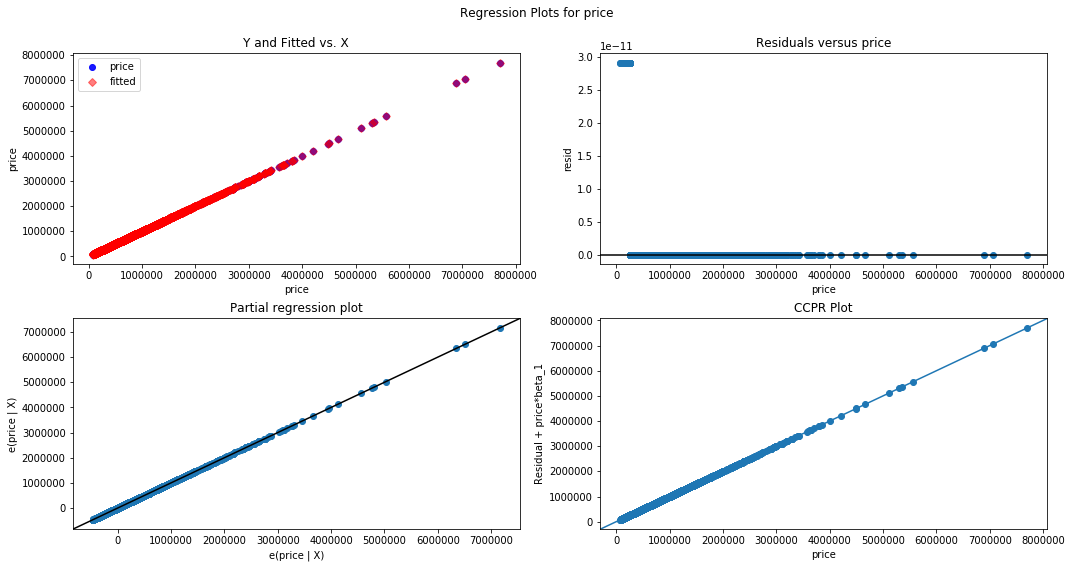 Regression Plots for price
Y and Fitted vs. X
price
fitted
8000000
7000000
6000000
5000000
4000000
3000000
2000000
1000000
0
price
0 1000000 2000000 3000000 4000000 5000000 6000000 7000000 8000000
price
Residuals versus price
1e−11
3.0
2.5
2.0
1.5
1.0
0.5
0.0
resid
0 1000000 2000000 3000000 4000000 5000000 6000000 7000000 8000000
price
Partial regression plot
7000000
6000000
5000000
4000000
3000000
2000000
1000000
0
e(price | X)
0 1000000 2000000 3000000 4000000 5000000 6000000 7000000
e(price | X)
CCPR Plot
8000000
7000000
6000000
5000000
4000000
3000000
2000000
1000000
0
Residual + price*beta_1
0 1000000 2000000 3000000 4000000 5000000 6000000 7000000 8000000
price